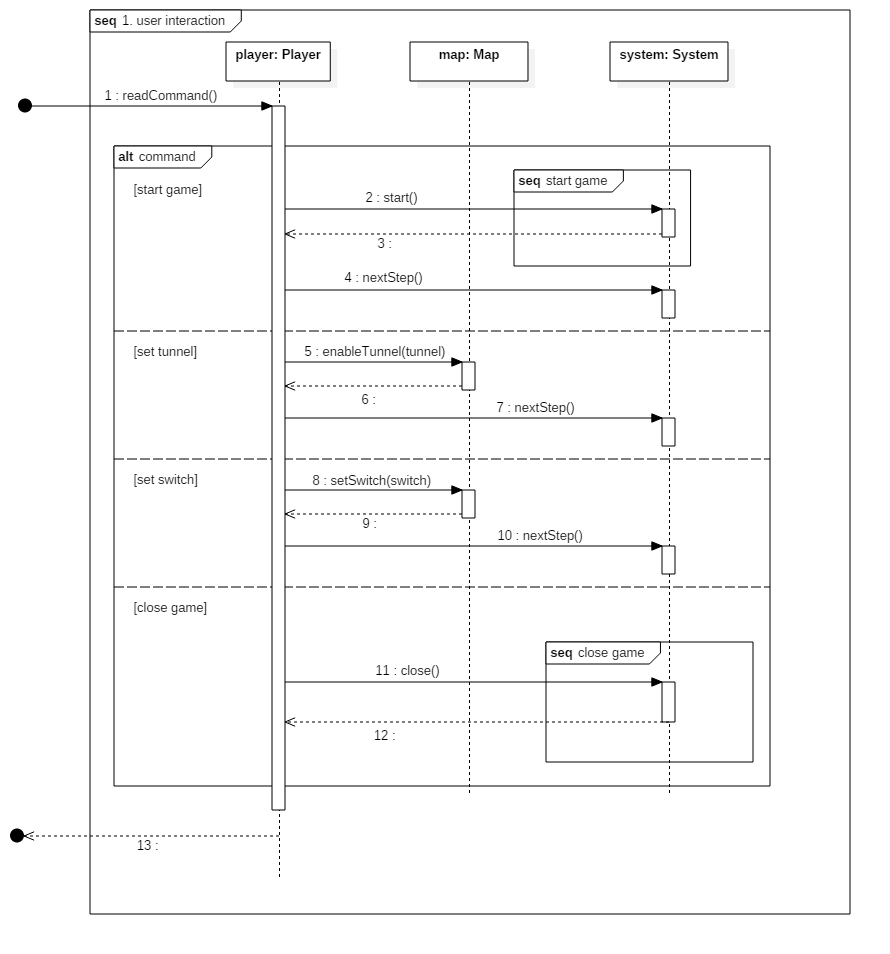 seq 1. user interaction
player: Player
map: Map
system: System
1 : readCommand()
alt command
seq start game
[start game]
2 : start()
3 :
4 : nextStep()
[set tunnel]
5 : enableTunnel(tunnel)
6 :
7 : nextStep()
[set switch]
8 : setSwitch(switch)
9 :
10 : nextStep()
[close game]
seq close game
11 : close()
12 :
13 :